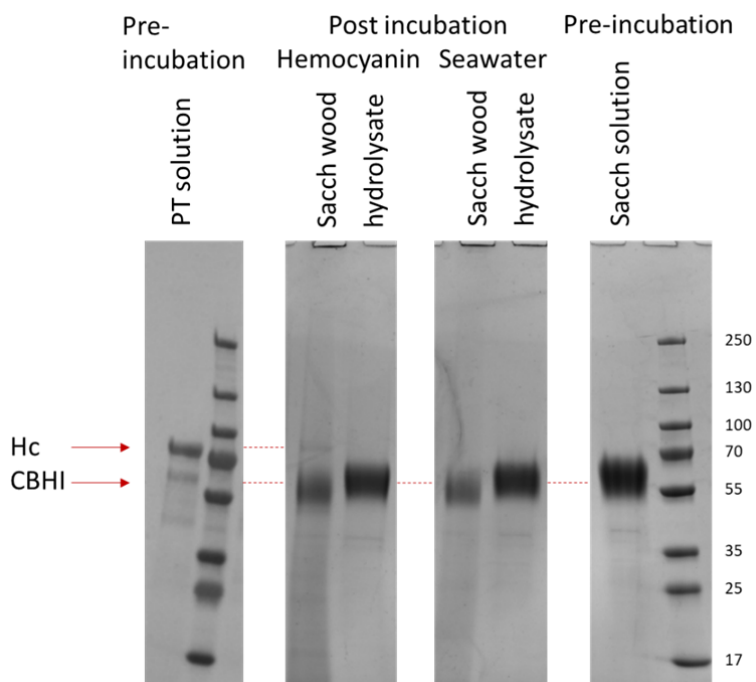 Pre-
incubation
Post incubation
Pre-incubation
Hemocyanin
Seawater
PT solution
Sacch wood
hydrolysate
Sacch wood
hydrolysate
Sacch solution
Hc
CBHI
250
130
100
70
55
35
25
17